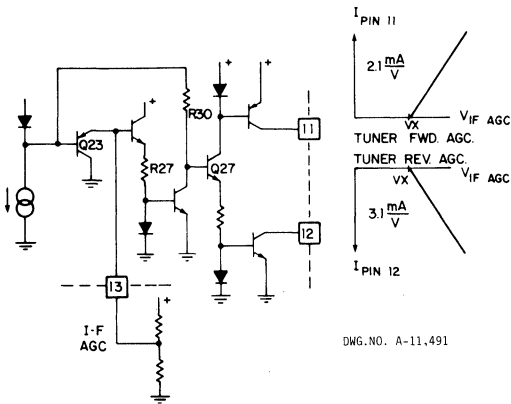 +
+
+
+
Q23
R27
R30
Q27
11
12
13
+
I-F
AGC
I PIN 11
2.1 mA/V
VX
V IF AGC
TUNER FWD. AGC.
TUNER REV. AGC.
VX
V IF AGC
3.1 mA/V
I PIN 12
DWG.NO. A-11,491